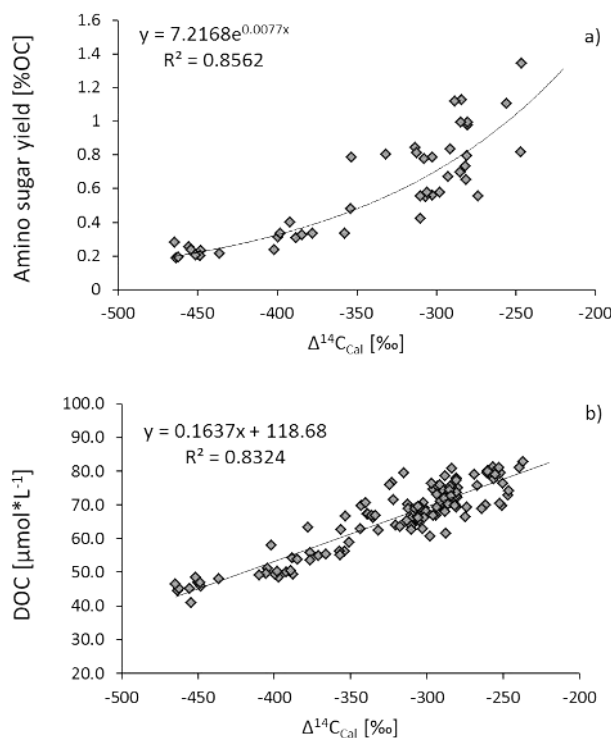 y = 7.2168e^0.0077x
R² = 0.8562
a)
Amino sugar yield [%OC]
1.6
1.4
1.2
1
0.8
0.6
0.4
0.2
0
-500 -450 -400 -350 -300 -250 -200
Δ¹⁴C_Cal [‰]
b)
y = 0.1637x + 118.68
R² = 0.8324
DOC [µmol*L⁻¹]
100.0
90.0
80.0
70.0
60.0
50.0
40.0
30.0
20.0
-500 -450 -400 -350 -300 -250 -200
Δ¹⁴C_Cal [‰]